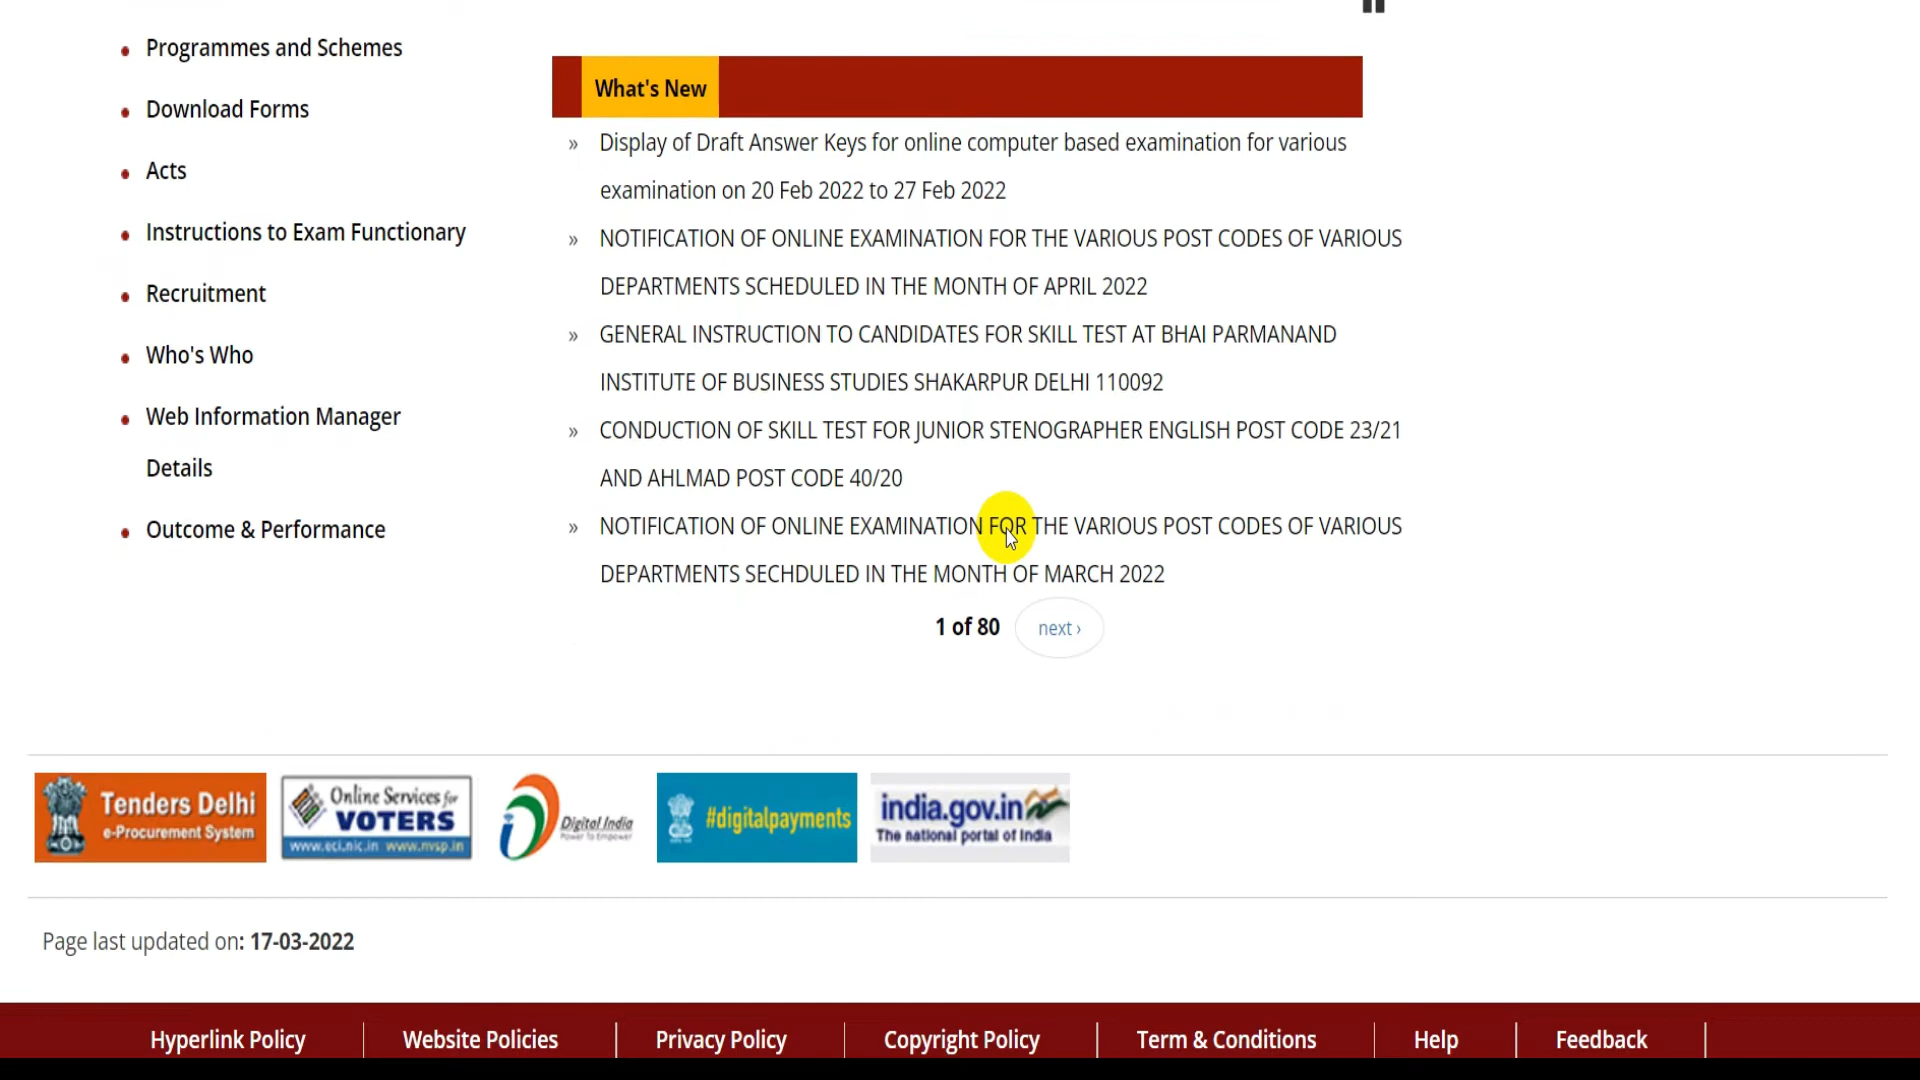 Programmes and Schemes
Download Forms
Acts
Instructions to Exam Functionary
Recruitment
Who's Who
Web Information Manager
Details
Outcome & Performance
What's New
» Display of Draft Answer Keys for online computer based examination for various
examination on 20 Feb 2022 to 27 Feb 2022
» NOTIFICATION OF ONLINE EXAMINATION FOR THE VARIOUS POST CODES OF VARIOUS
DEPARTMENTS SCHEDULED IN THE MONTH OF APRIL 2022
» GENERAL INSTRUCTION TO CANDIDATES FOR SKILL TEST AT BHAI PARMANAND
INSTITUTE OF BUSINESS STUDIES SHAKARPUR DELHI 110092
» CONDUCTION OF SKILL TEST FOR JUNIOR STENOGRAPHER ENGLISH POST CODE 23/21
AND AHLMAD POST CODE 40/20
» NOTIFICATION OF ONLINE EXAMINATION FOR THE VARIOUS POST CODES OF VARIOUS
DEPARTMENTS SECHDULED IN THE MONTH OF MARCH 2022
1 of 80 next ›
Tenders Delhi
e-Procurement System
Online Services for
VOTERS
www.eci.nic.in www.nvsp.in
Digital India
Power To Empower
#digitalpayments
india.gov.in
The national portal of India
Page last updated on: 17-03-2022
Hyperlink Policy
Website Policies
Privacy Policy
Copyright Policy
Term & Conditions
Help
Feedback